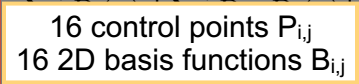 16 control points Pi,j
16 2D basis functions Bi,j